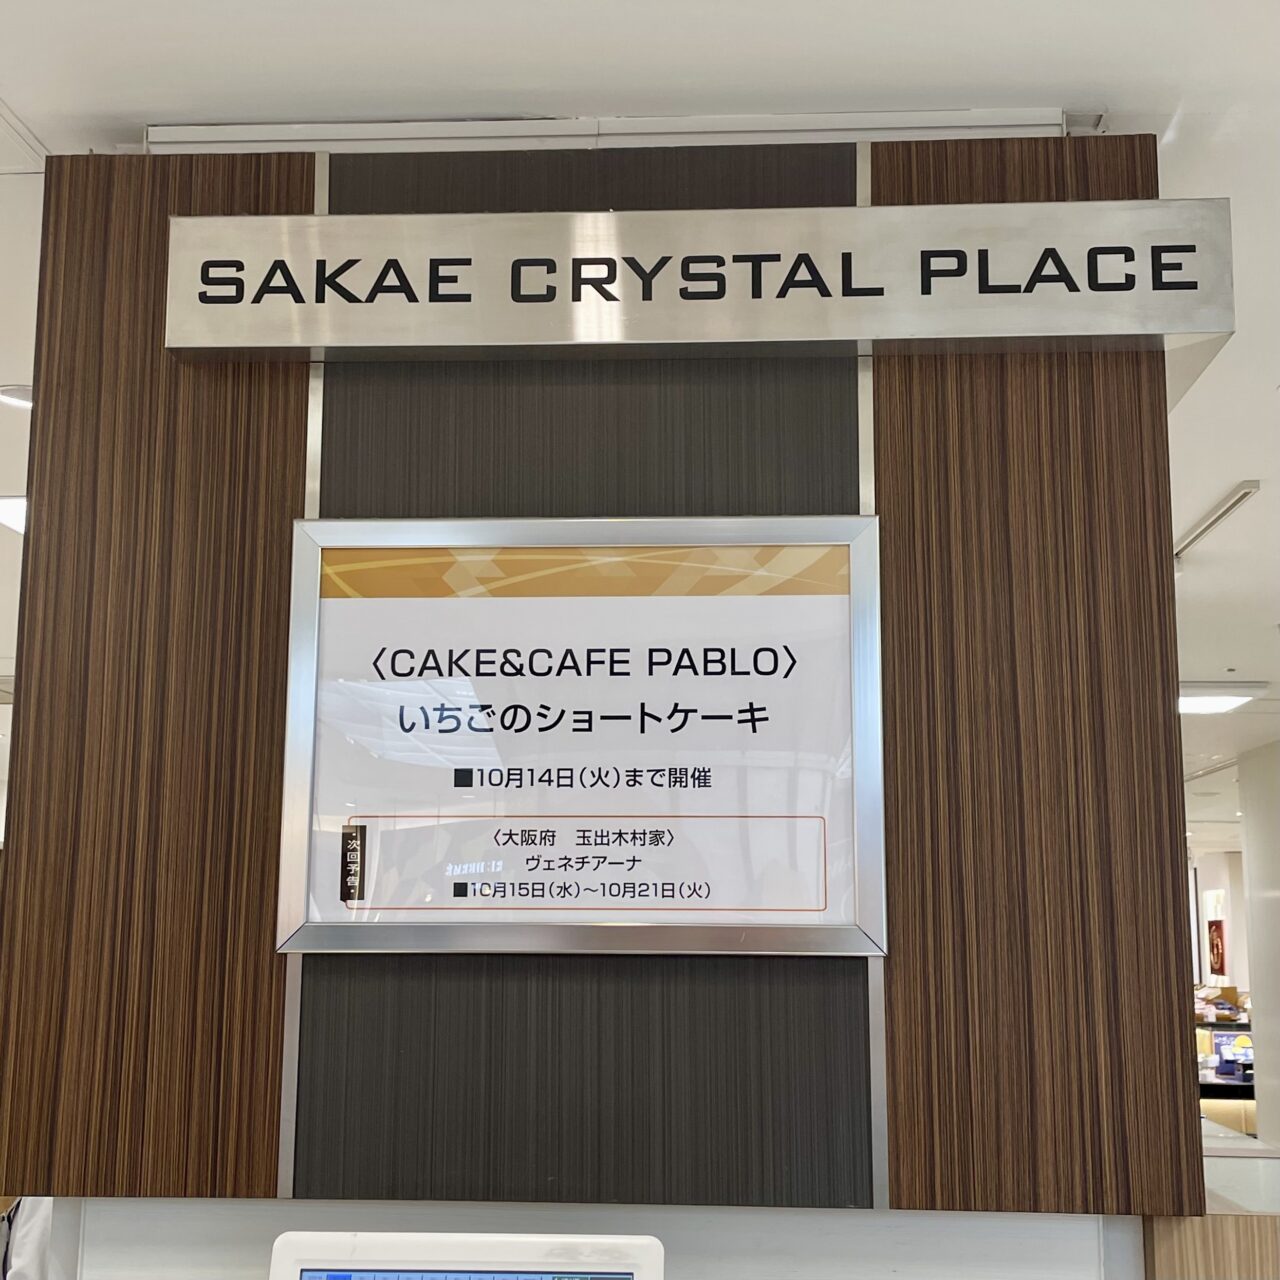 SAKAE CRYSTAL PLACE
〈CAKE&CAFE PABLO〉
いちごのショートケーキ
■10月14日(火)まで開催
・次回予告・
〈大阪府　玉出木村家〉
ヴェネチアーナ
■10月15日(水)～10月21日(火)